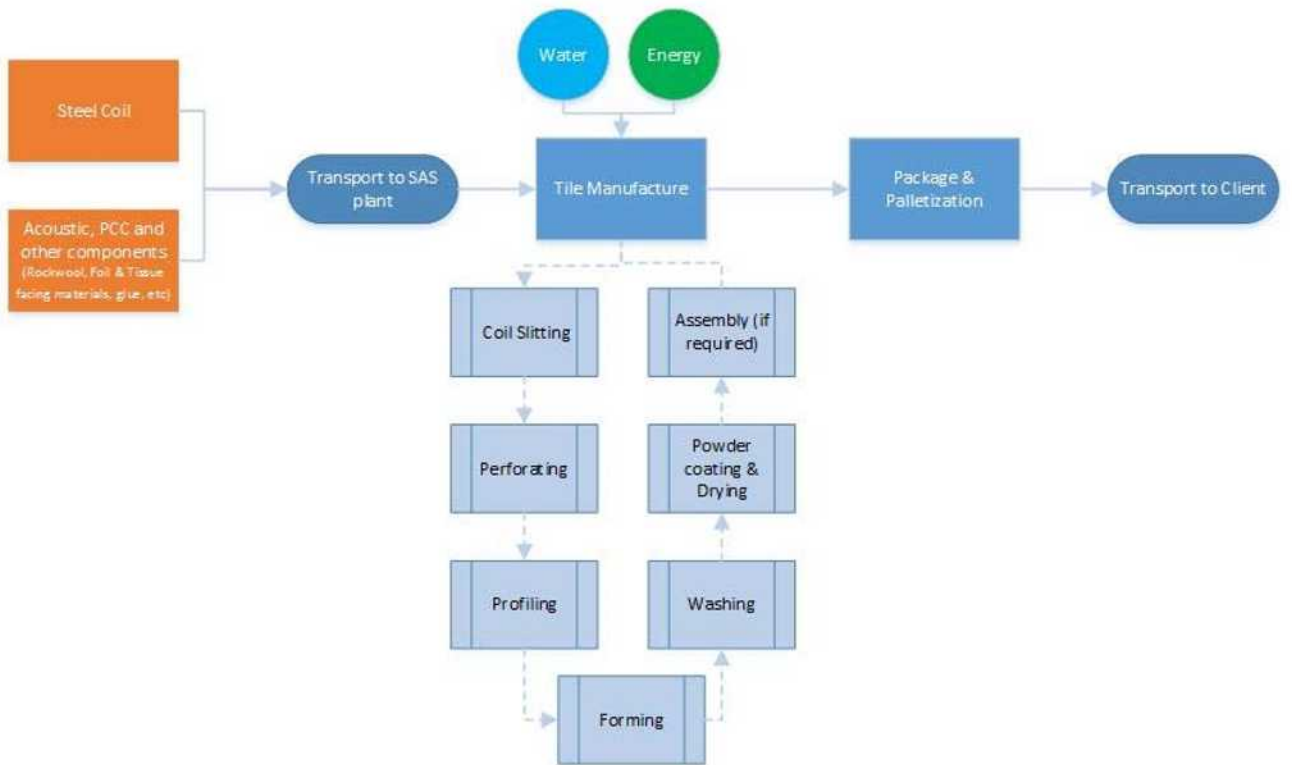 Water
Energy
Steel Coil
Transport to SAS
plant
Tile Manufacture
Package &
Palletization
Transport to Client
Acoustic, PCC and
other components
(Rockwool, Foil & Tissue
facing materials, glue, etc)
Coil Slitting
Assembly (if
required)
Perforating
Powder
coating &
Drying
Profiling
Washing
Forming